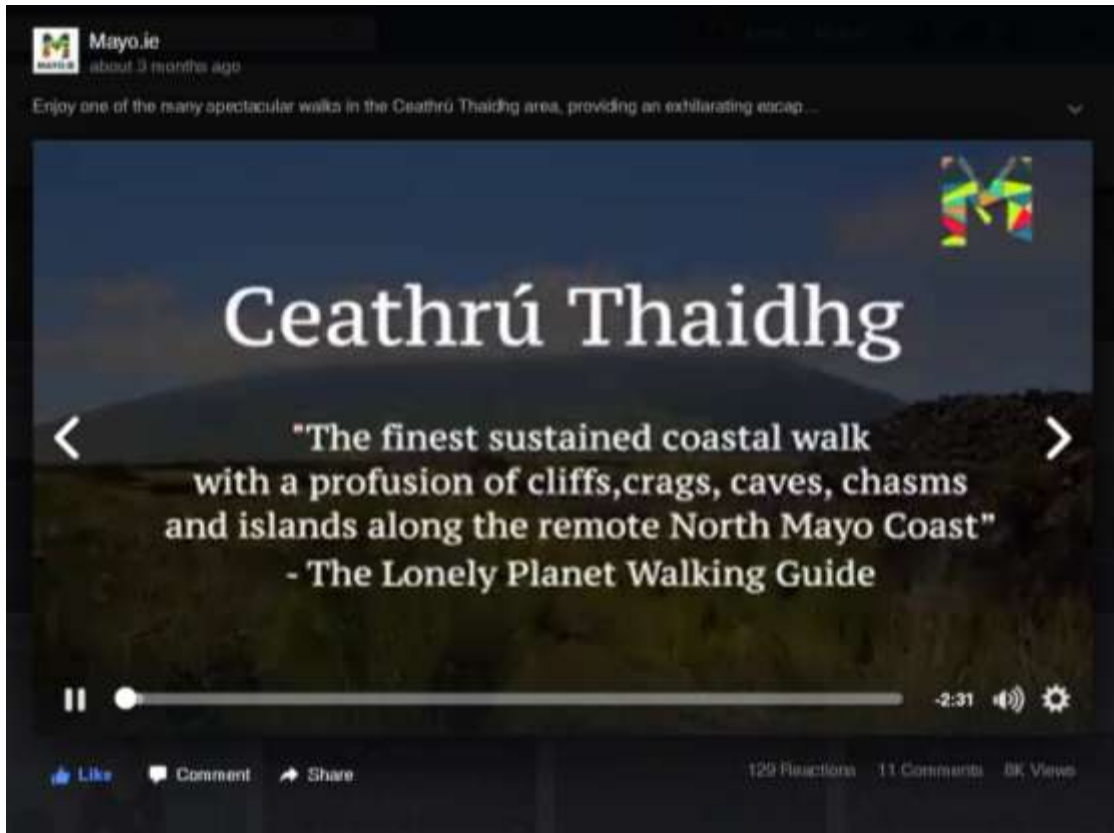 Mayo.ie
MAYO.IE
about 3 months ago
Enjoy one of the many spectacular walks in the Ceathrú Thaidhg area, providing an exhilarating escap...
M
Ceathrú Thaidhg
"The finest sustained coastal walk
with a profusion of cliffs,crags, caves, chasms
and islands along the remote North Mayo Coast”
- The Lonely Planet Walking Guide
-2:31
Like Comment Share 129 Reactions 11 Comments 8K Views